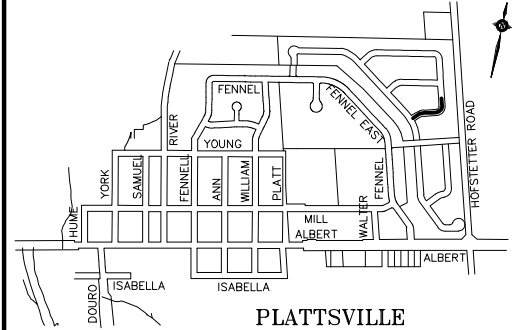 FENNEL
FENNEL EAST
HOFSTETTER ROAD
RIVER
YOUNG
YORK
SAMUEL
FENNELL
ANN
WILLIAM
PLATT
FENNEL
WALTER
HUME
MILL
ALBERT
ALBERT
DOURO
ISABELLA
ISABELLA
PLATTSVILLE